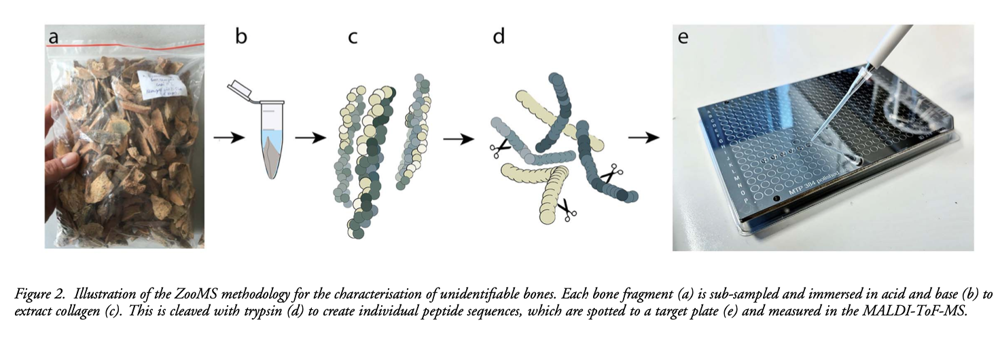 a
b
c
d
e
MTP 384 polished
J
K
L
M
N
O
P
Figure 2. Illustration of the ZooMS methodology for the characterisation of unidentifiable bones. Each bone fragment (a) is sub-sampled and immersed in acid and base (b) to
extract collagen (c). This is cleaved with trypsin (d) to create individual peptide sequences, which are spotted to a target plate (e) and measured in the MALDI-ToF-MS.